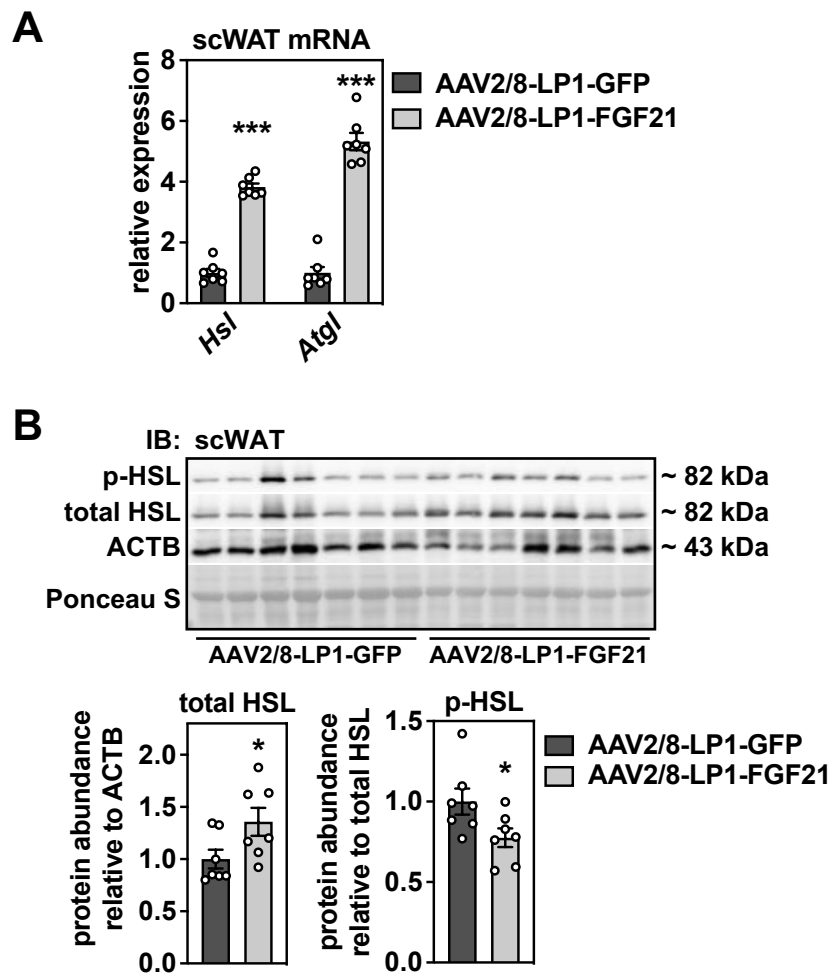 A
scWAT mRNA
relative expression
8
6
4
2
0
***
***
Hsl
Atgl
AAV2/8-LP1-GFP
AAV2/8-LP1-FGF21
B
IB: scWAT
p-HSL ~ 82 kDa
total HSL ~ 82 kDa
ACTB ~ 43 kDa
Ponceau S
AAV2/8-LP1-GFP AAV2/8-LP1-FGF21
total HSL
protein abundance
relative to ACTB
2.0
1.5
1.0
0.5
0.0
*
p-HSL
protein abundance
relative to total HSL
1.5
1.0
0.5
0.0
*
AAV2/8-LP1-GFP
AAV2/8-LP1-FGF21